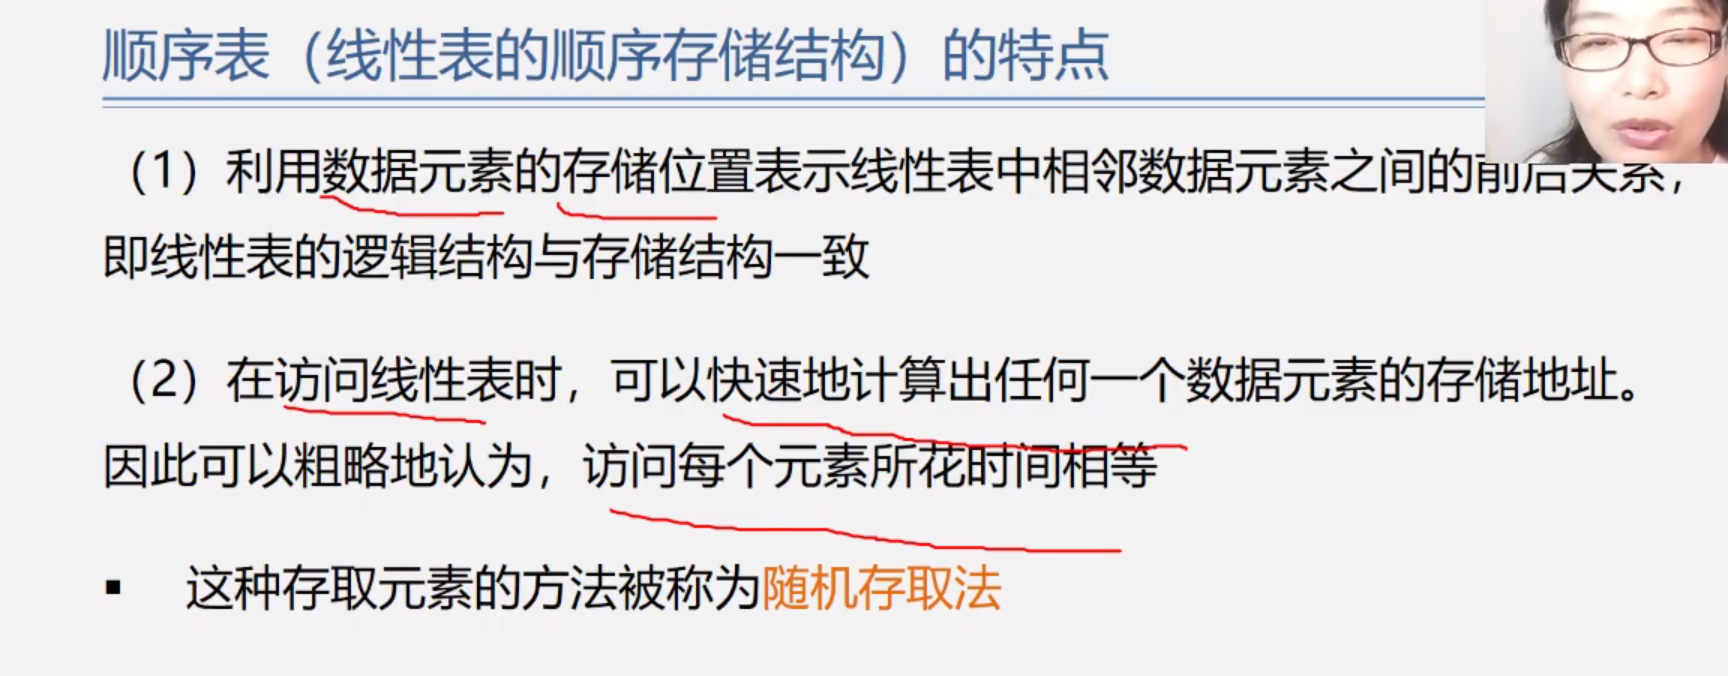 顺序表（线性表的顺序存储结构）的特点
（1）利用数据元素的存储位置表示线性表中相邻数据元素之间的前后关系，
即线性表的逻辑结构与存储结构一致
（2）在访问线性表时，可以快速地计算出任何一个数据元素的存储地址。
因此可以粗略地认为，访问每个元素所花时间相等
▪ 这种存取元素的方法被称为随机存取法